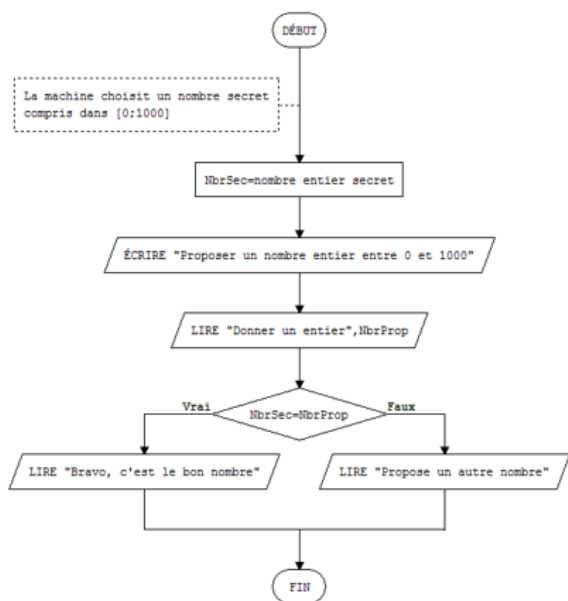 DÉBUT
La machine choisit un nombre secret
compris dans [0;1000]
NbrSec=nombre entier secret
ÉCRIRE "Proposer un nombre entier entre 0 et 1000"
LIRE "Donner un entier",NbrProp
Vrai
NbrSec=NbrProp
Faux
LIRE "Bravo, c'est le bon nombre"
LIRE "Propose un autre nombre"
FIN